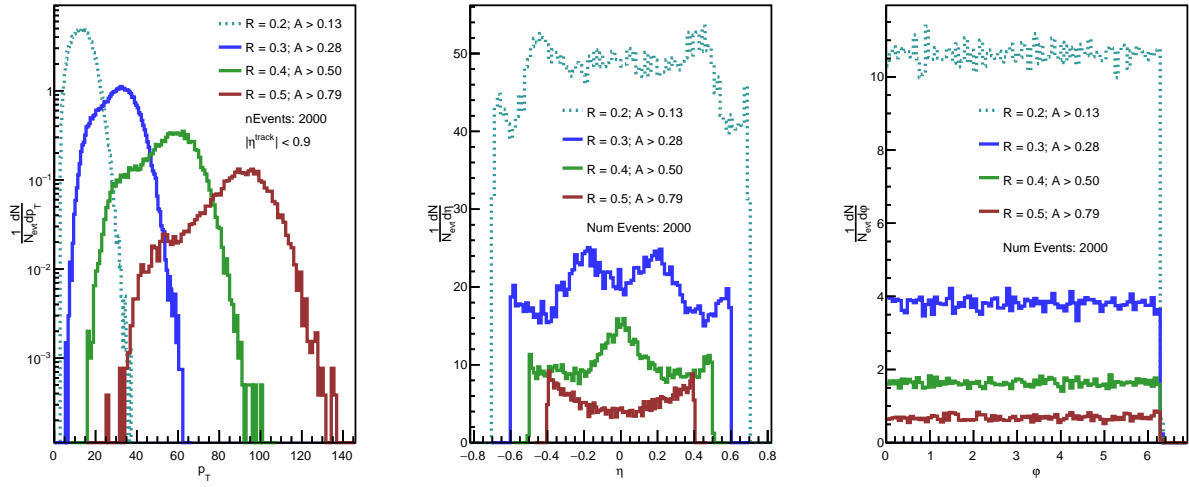 R = 0.2; A > 0.13
R = 0.3; A > 0.28
R = 0.4; A > 0.50
R = 0.5; A > 0.79
nEvents: 2000
|η^track| < 0.9
1 dN
N_evt dp_T
1
10^−1
10^−2
10^−3
0 20 40 60 80 100 120 140
p_T
R = 0.2; A > 0.13
R = 0.3; A > 0.28
R = 0.4; A > 0.50
R = 0.5; A > 0.79
Num Events: 2000
1 dN
N_evt dη
50
40
30
20
10
0
−0.8 −0.6 −0.4 −0.2 0 0.2 0.4 0.6 0.8
η
R = 0.2; A > 0.13
R = 0.3; A > 0.28
R = 0.4; A > 0.50
R = 0.5; A > 0.79
Num Events: 2000
1 dN
N_evt dφ
10
8
6
4
2
0
0 1 2 3 4 5 6
φ